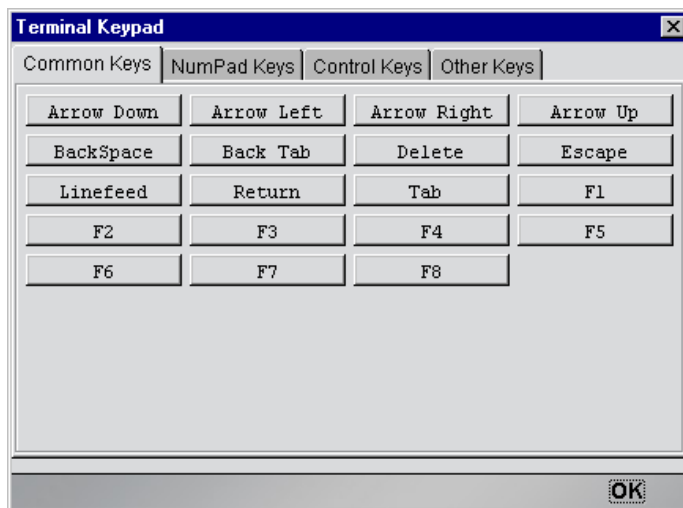 Terminal Keypad
Common Keys NumPad Keys Control Keys Other Keys
Arrow Down Arrow Left Arrow Right Arrow Up
BackSpace Back Tab Delete Escape
Linefeed Return Tab F1
F2 F3 F4 F5
F6 F7 F8
OK